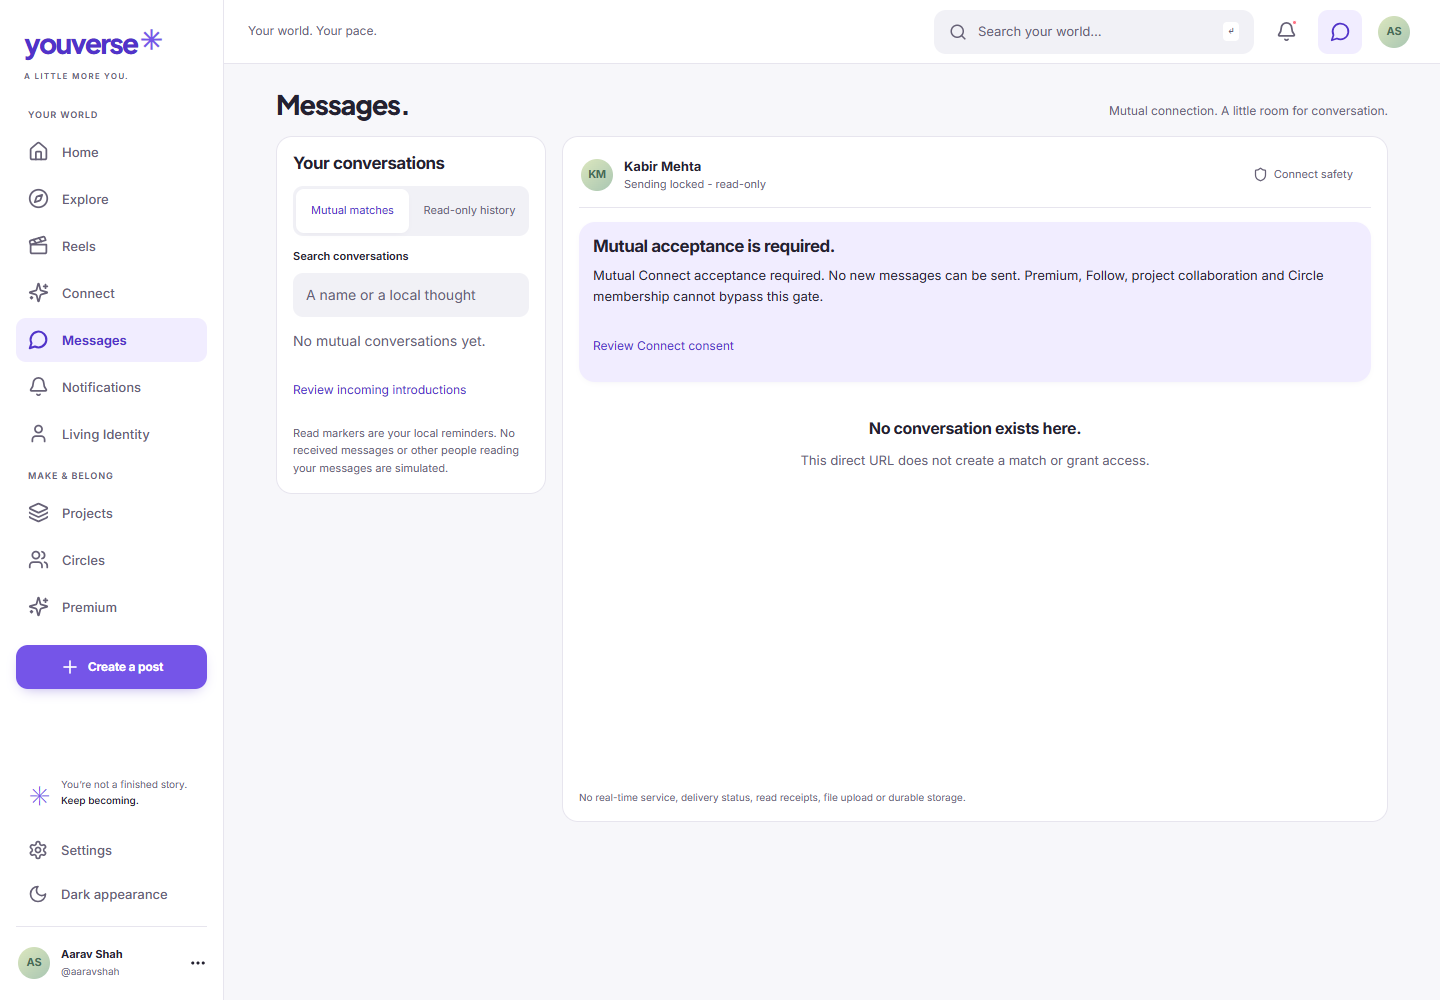 youverse
A LITTLE MORE YOU.
YOUR WORLD
Home
Explore
Reels
Connect
Messages
Notifications
Living Identity
MAKE & BELONG
Projects
Circles
Premium
Create a post
You're not a finished story.
Keep becoming.
Settings
Dark appearance
AS
Aarav Shah
@aaravshah
Your world. Your pace.
Search your world...
AS
Messages.
Mutual connection. A little room for conversation.
Your conversations
Mutual matches
Read-only history
Search conversations
A name or a local thought
No mutual conversations yet.
Review incoming introductions
Read markers are your local reminders. No
received messages or other people reading
your messages are simulated.
KM
Kabir Mehta
Sending locked - read-only
Connect safety
Mutual acceptance is required.
Mutual Connect acceptance required. No new messages can be sent. Premium, Follow, project collaboration and Circle
membership cannot bypass this gate.
Review Connect consent
No conversation exists here.
This direct URL does not create a match or grant access.
No real-time service, delivery status, read receipts, file upload or durable storage.